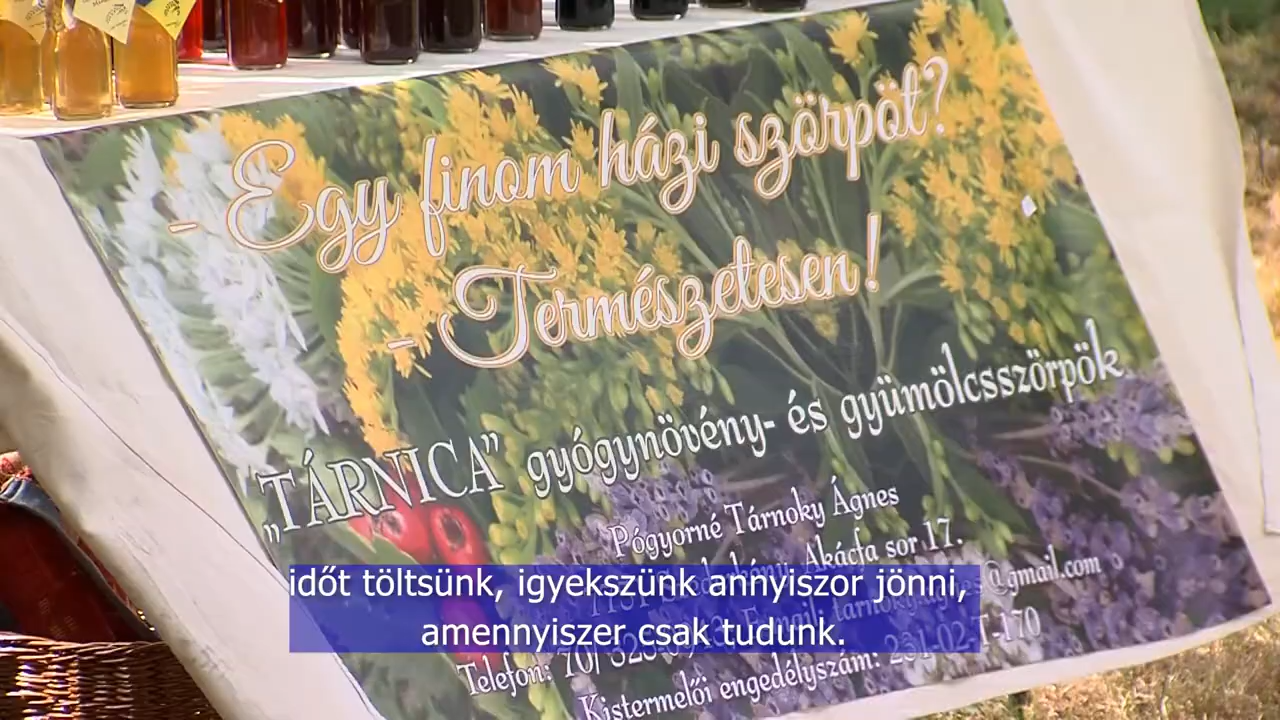 - Egy finom házi szörpöt?
- Természetesen!
„TÁRNICA” gyógynövény- és gyümölcsszörpök
Pógyorné Tárnoky Ágnes
Akácfa sor 17.
@gmail.com
időt töltsünk, igyekszünk annyiszor jönni,
amennyiszer csak tudunk.
Telefon: 70/
Kistermelői engedélyszám: